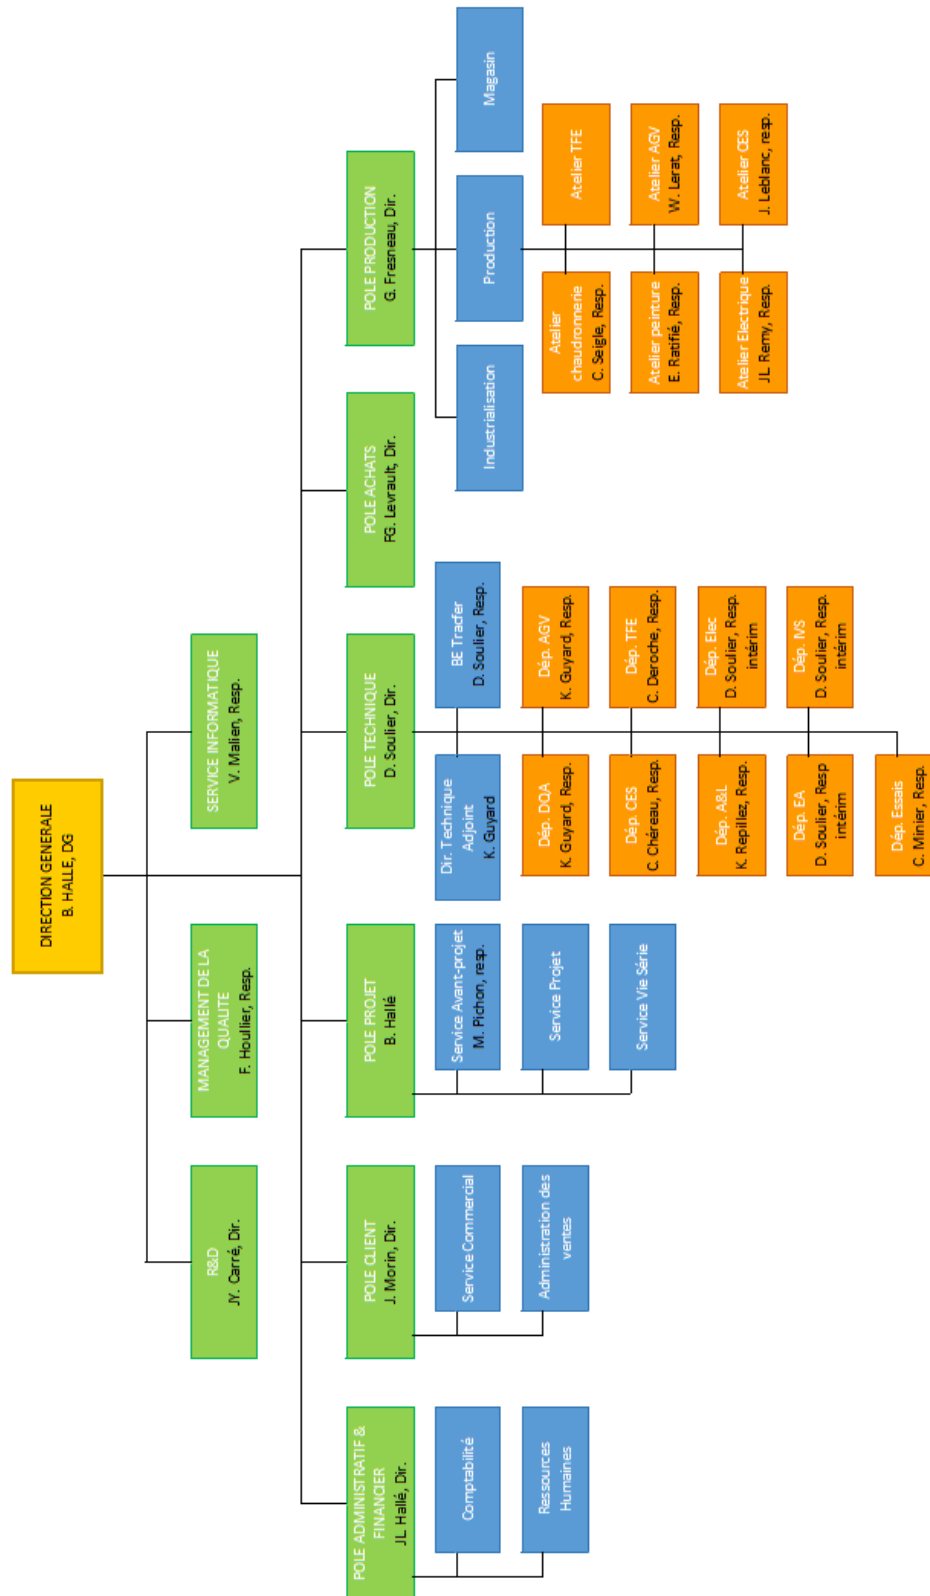 DIRECTION GENERALE
B. HALLE, DG
R&D
JY. Carré, Dir.
MANAGEMENT DE LA
QUALITE
F. Houllier, Resp.
SERVICE INFORMATIQUE
V. Malien, Resp.
POLE ADMINISTRATIF &
FINANCIER
JL. Hallé, Dir.
Comptabilité
Ressources
Humaines
POLE CLIENT
J. Morin, Dir.
Service Commercial
Administration des
ventes
POLE PROJET
B. Hallé
Service Avant-projet
M. Pichon, resp.
Service Projet
Service Vie Série
POLE TECHNIQUE
D. Soulier, Dir.
Dir. Technique
Adjoint
K. Guyard
BE Tracfer
D. Soulier, Resp.
Dép. DQA
K. Guyard, Resp.
Dép. AGV
K. Guyard, Resp.
Dép. CES
C. Chéreau, Resp.
Dép. TFE
C. Deroche, Resp.
Dép. A&L
K. Repillez, Resp.
Dép. Elec
D. Soulier, Resp.
intérim
Dép. EA
D. Soulier, Resp
intérim
Dép. IVS
D. Soulier, Resp.
intérim
Dép. Essais
C. Minier, Resp.
POLE ACHATS
FG. Levrault, Dir.
POLE PRODUCTION
G. Fresneau, Dir.
Industrialisation
Production
Magasin
Atelier
chaudronnerie
C. Seigle, Resp.
Atelier TFE
Atelier peinture
E. Ratifié, Resp.
Atelier AGV
W. Lerat, Resp.
Atelier Electrique
JL. Remy, Resp.
Atelier CES
J. Leblanc, resp.